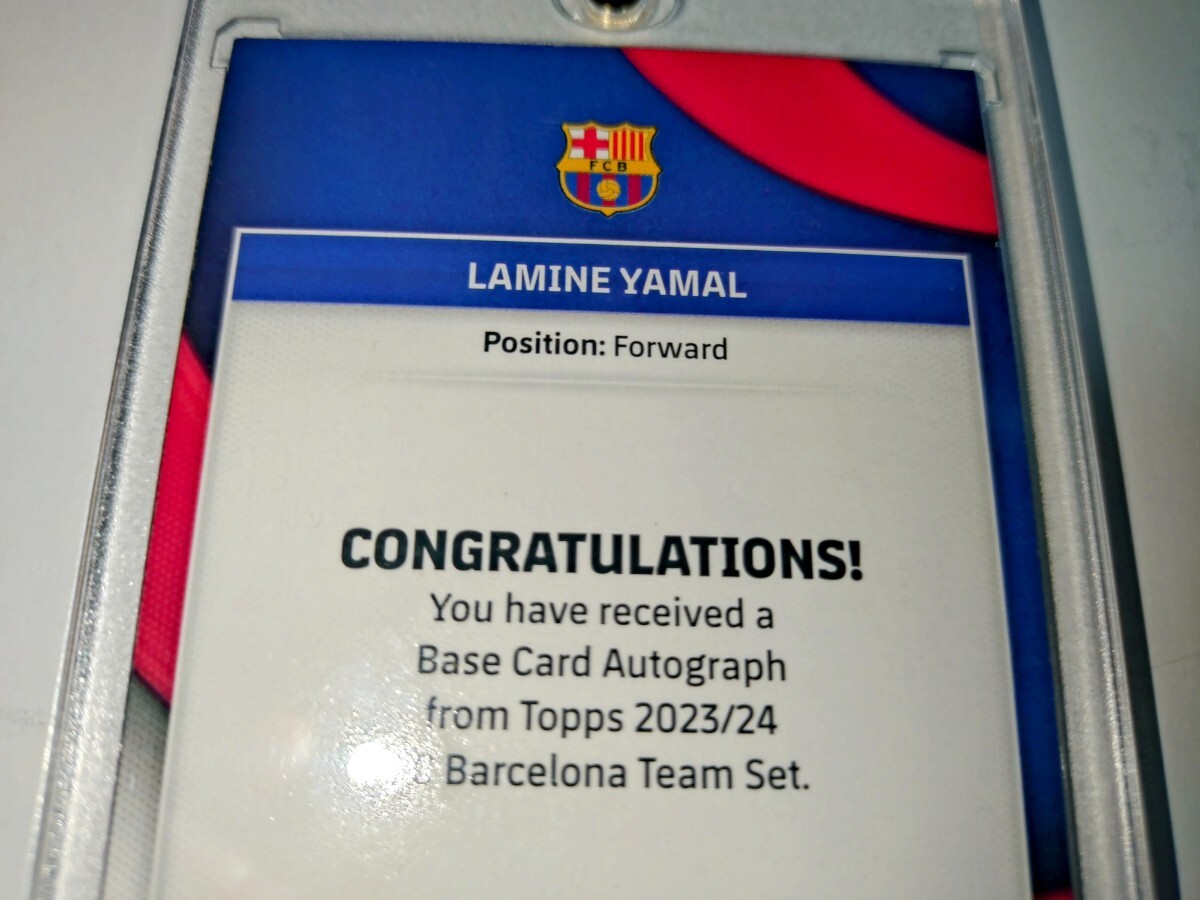 FCB
LAMINE YAMAL
Position: Forward
CONGRATULATIONS!
You have received a
Base Card Autograph
from Topps 2023/24
Barcelona Team Set.